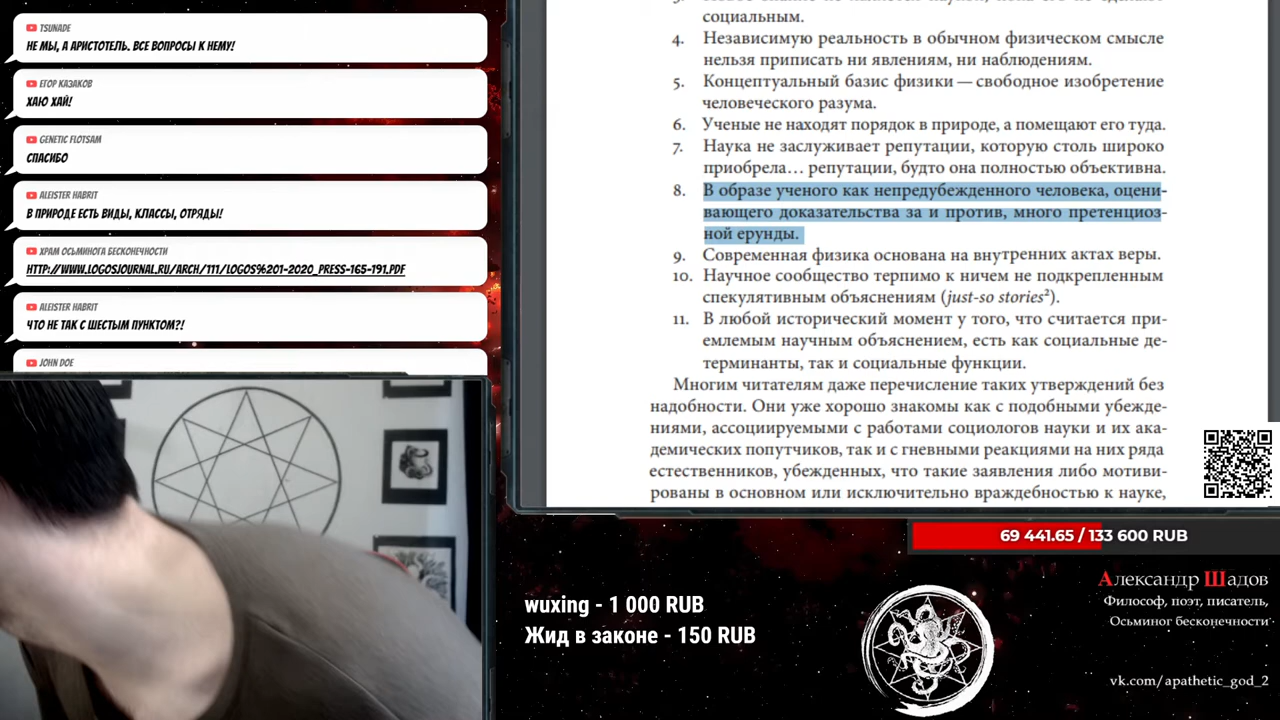 TSUNADE
НЕ МЫ, А АРИСТОТЕЛЬ. ВСЕ ВОПРОСЫ К НЕМУ!
ЕГОР КАЗАКОВ
ХАЮ ХАЙ!
GENETIC FLOTSAM
СПАСИБО
ALEISTER HABRIT
В ПРИРОДЕ ЕСТЬ ВИДЫ, КЛАССЫ, ОТРЯДЫ!
ХРАМ ОСЬМИНОГА БЕСКОНЕЧНОСТИ
HTTP://WWW.LOGOSJOURNAL.RU/ARCH/111/LOGOS%201-2020_PRESS-165-191.PDF
ALEISTER HABRIT
ЧТО НЕ ТАК С ШЕСТЫМ ПУНКТОМ?!
JOHN DOE
социальным.
4. Независимую реальность в обычном физическом смысле
нельзя приписать ни явлениям, ни наблюдениям.
5. Концептуальный базис физики — свободное изобретение
человеческого разума.
6. Ученые не находят порядок в природе, а помещают его туда.
7. Наука не заслуживает репутации, которую столь широко
приобрела… репутации, будто она полностью объективна.
8. В образе ученого как непредубежденного человека, оцени-
вающего доказательства за и против, много претенциоз-
ной ерунды.
9. Современная физика основана на внутренних актах веры.
10. Научное сообщество терпимо к ничем не подкрепленным
спекулятивным объяснениям (just-so stories²).
11. В любой исторический момент у того, что считается при-
емлемым научным объяснением, есть как социальные де-
терминанты, так и социальные функции.
Многим читателям даже перечисление таких утверждений без
надобности. Они уже хорошо знакомы как с подобными убежде-
ниями, ассоциируемыми с работами социологов науки и их ака-
демических попутчиков, так и с гневными реакциями на них ряда
естественников, убежденных, что такие заявления либо мотиви-
рованы в основном или исключительно враждебностью к науке,
69 441.65 / 133 600 RUB
wuxing - 1 000 RUB
Жид в законе - 150 RUB
Александр Шадов
Философ, поэт, писатель,
Осьминог бесконечности
vk.com/apathetic_god_2